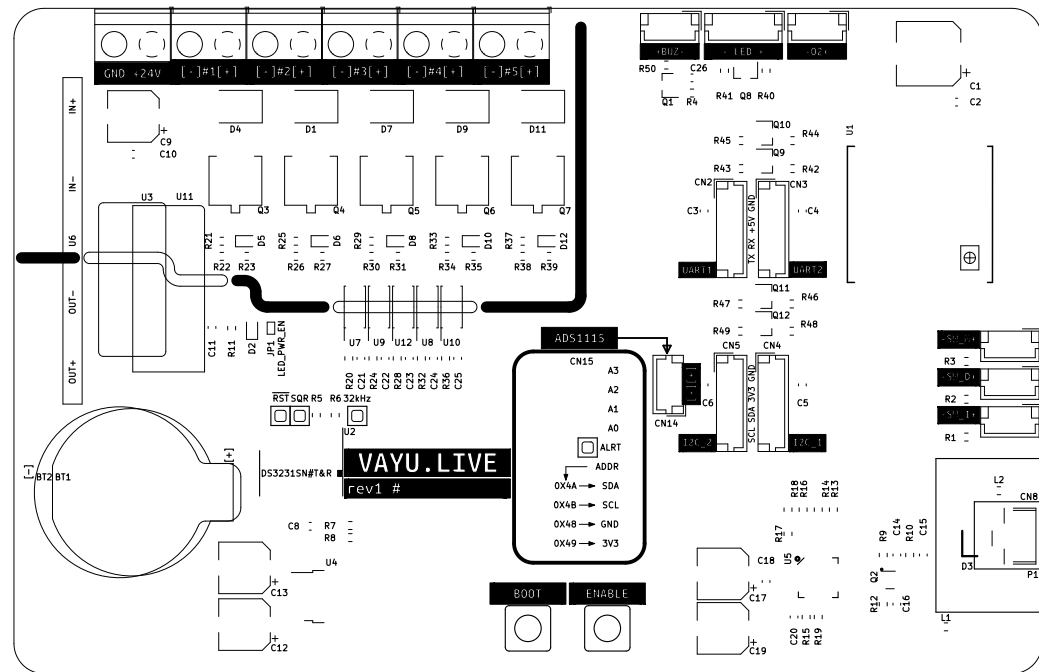 +BUZ-
- LED +
-O2+
GND +24V
[-]#1[+]
[-]#2[+]
[-]#3[+]
[-]#4[+]
[-]#5[+]
R50
C26
Q1
R4
R41
Q8
R40
C1
C2
IN+
C9
C10
D4
D1
D7
D9
D11
Q10
R45
R44
Q9
R43
R42
U1
IN-
U3
U11
Q3
Q4
Q5
Q6
Q7
CN2
CN3
C3
TX RX +5V GND
C4
U6
R21
D5
R25
D6
R29
D8
R33
D10
R37
D12
R22
R23
R26
R27
R30
R31
R34
R35
R38
R39
UART1
UART2
OUT-
Q11
R47
R46
Q12
R49
R48
C11
R11
D2
JP1
LED_PWR_EN
U7
U9
U12
U8
U10
ADS1115
CN15
CN5
CN4
R3
OUT+
R20
C21
R24
C22
R28
C23
R32
C24
R36
C25
A3
A2
A1
A0
[-][+]
CN14
C6
SCL SDA 3V3 GND
C5
-SW_D+
R2
-SW_I+
R1
RST
SQR
R5
R6
32kHz
U2
I2C_2
I2C_1
ALRT
ADDR
[-]
BT2
BT1
[+]
DS3231SN#T&R
VAYU.LIVE
rev1 #
0X4A
SDA
0X4B
SCL
0X48
GND
0X49
3V3
R18
R16
R14
R13
L2
CN8
C8
R7
R8
R17
R9
C14
R10
C15
U4
C13
C18
U5
C17
Q2
D3
P1
BOOT
ENABLE
R12
C16
C12
C19
C20
R15
R19
L1